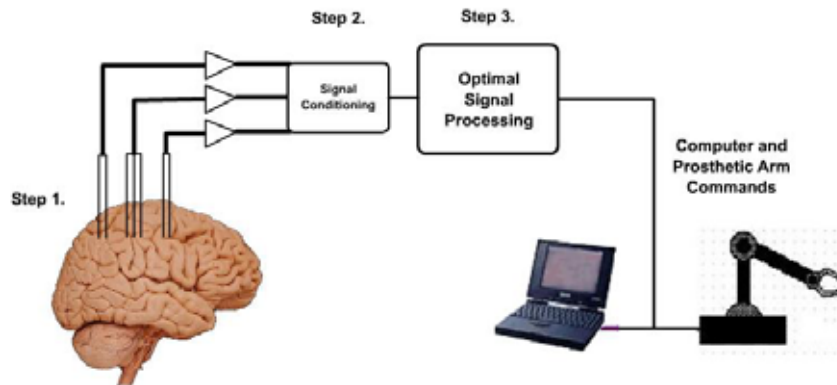 Step 2.
Step 3.
Signal
Conditioning
Optimal
Signal
Processing
Computer and
Prosthetic Arm
Commands
Step 1.